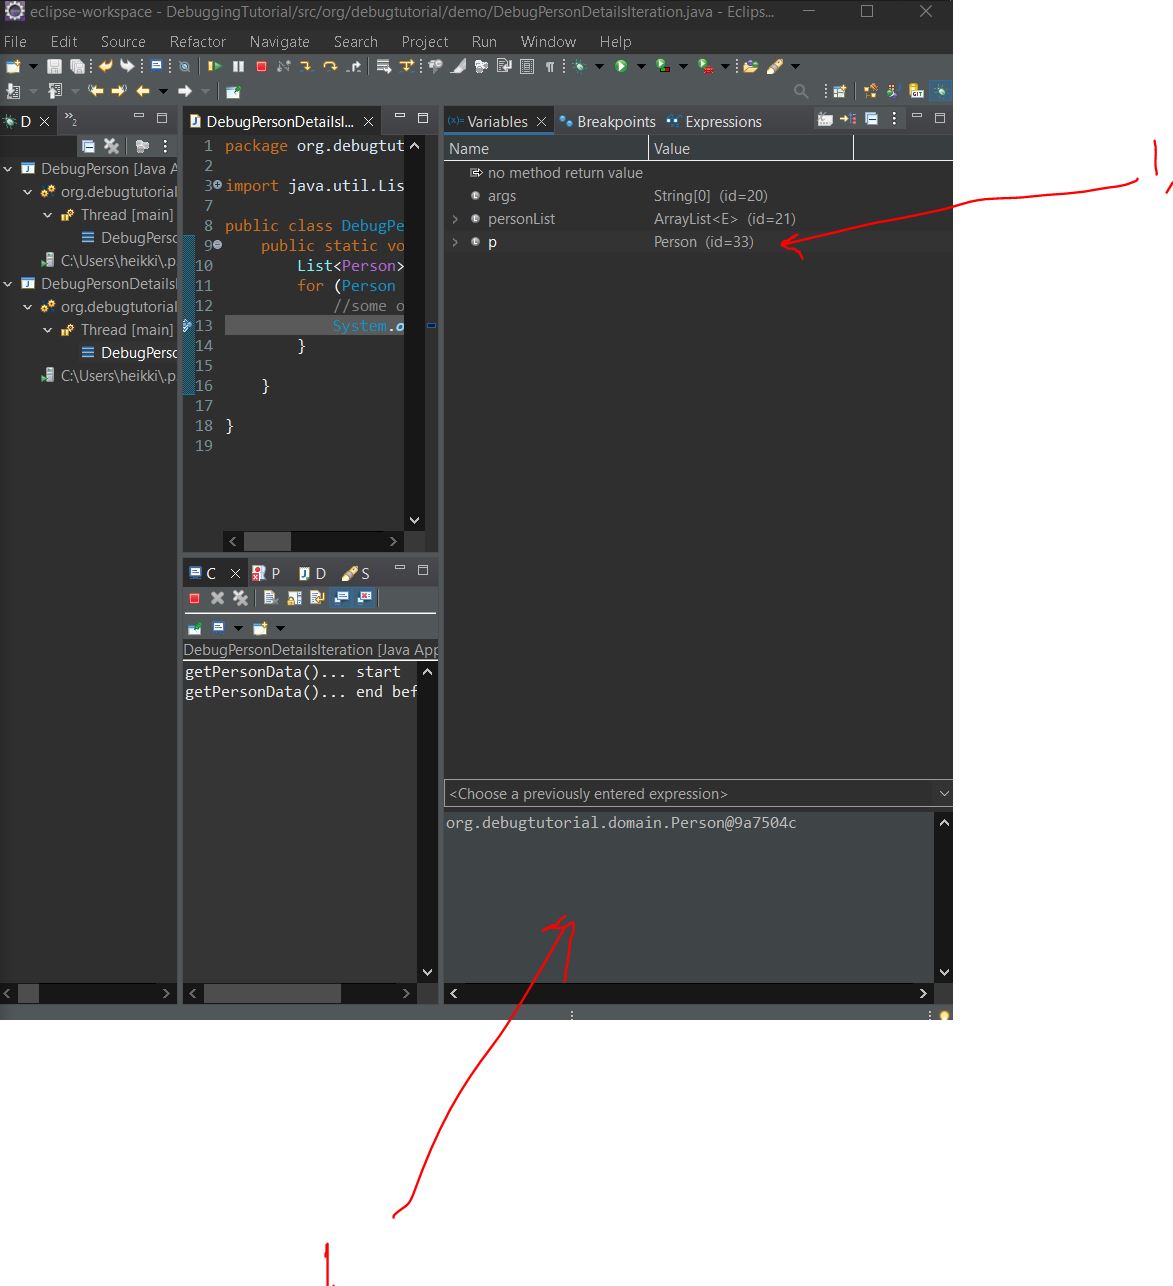 eclipse-workspace - DebuggingTutorial/src/org/debugtutorial/demo/DebugPersonDetailsIteration.java - Eclips...
File Edit Source Refactor Navigate Search Project Run Window Help
D
»2
DebugPerson [Java A
org.debugtutorial
Thread [main]
DebugPerso
C:\Users\heikki\.p
DebugPersonDetailsI
org.debugtutorial
Thread [main]
DebugPerso
C:\Users\heikki\.p
DebugPersonDetailsI...
1 package org.debugtut
2
3 import java.util.Lis
7
8 public class DebugPe
9 public static vo
10 List<Person>
11 for (Person
12 //some o
13 System.o
14 }
15
16 }
17
18 }
19
C P D S
DebugPersonDetailsIteration [Java App
getPersonData()... start
getPersonData()... end bef
(x)= Variables Breakpoints Expressions
Name Value
no method return value
args String[0] (id=20)
personList ArrayList<E> (id=21)
p Person (id=33)
<Choose a previously entered expression>
org.debugtutorial.domain.Person@9a7504c